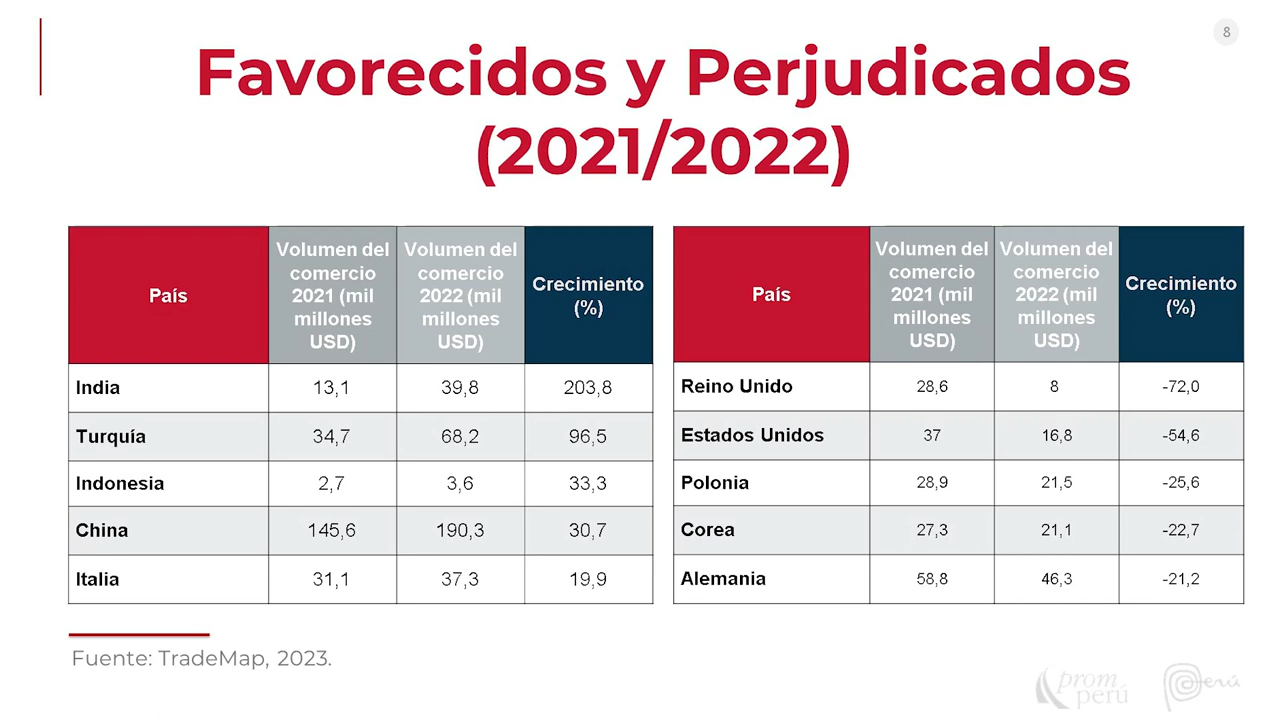 8
Favorecidos y Perjudicados
(2021/2022)
País
Volumen del
comercio
2021 (mil
millones
USD)
Volumen del
comercio
2022 (mil
millones
USD)
Crecimiento
(%)
India 13,1 39,8 203,8
Turquía 34,7 68,2 96,5
Indonesia 2,7 3,6 33,3
China 145,6 190,3 30,7
Italia 31,1 37,3 19,9
País
Volumen del
comercio
2021 (mil
millones
USD)
Volumen del
comercio
2022 (mil
millones
USD)
Crecimiento
(%)
Reino Unido 28,6 8 -72,0
Estados Unidos 37 16,8 -54,6
Polonia 28,9 21,5 -25,6
Corea 27,3 21,1 -22,7
Alemania 58,8 46,3 -21,2
Fuente: TradeMap, 2023.
prom
perú
Perú